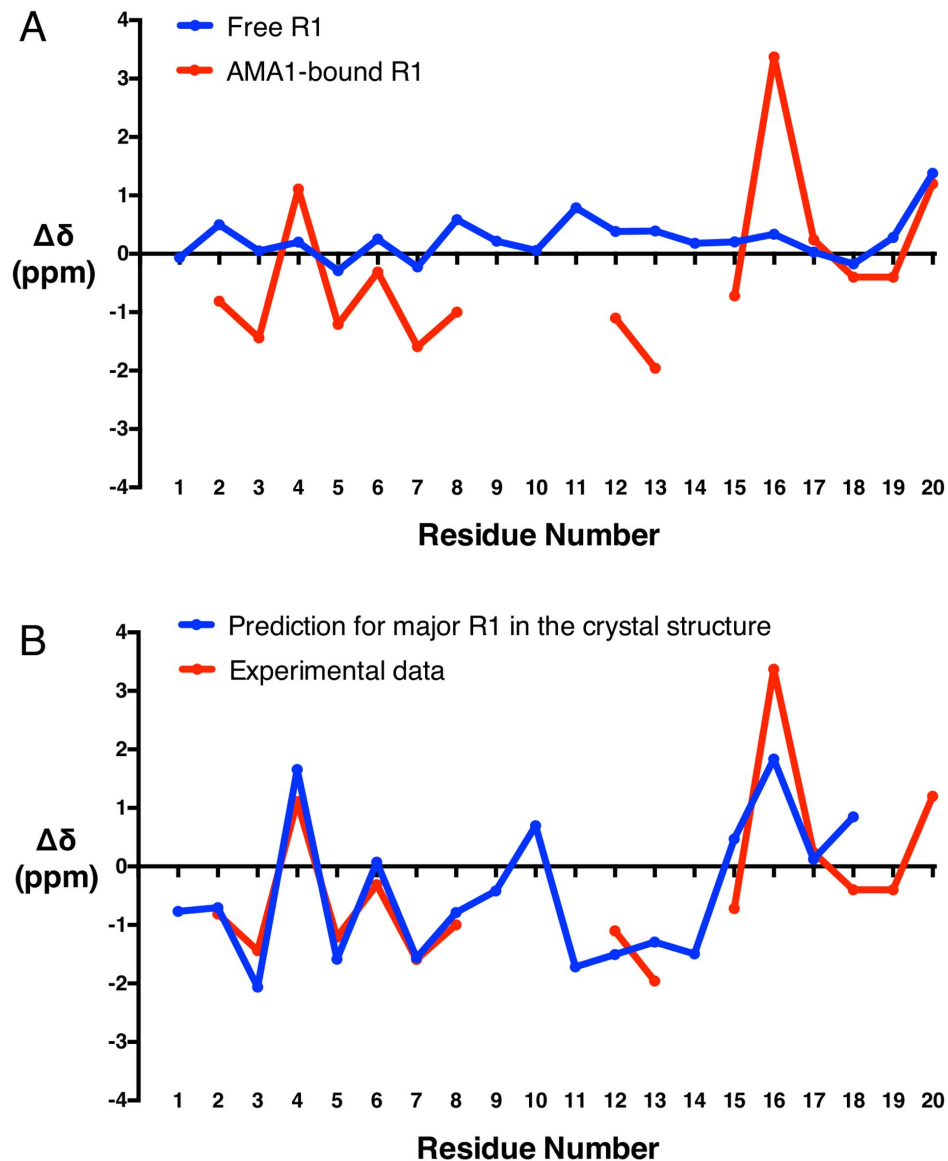 A
Free R1
AMA1-bound R1
4
3
2
1
0
-1
-2
-3
-4
Δδ
(ppm)
1 2 3 4 5 6 7 8 9 10 11 12 13 14 15 16 17 18 19 20
Residue Number
B
Prediction for major R1 in the crystal structure
Experimental data
4
3
2
1
0
-1
-2
-3
-4
Δδ
(ppm)
1 2 3 4 5 6 7 8 9 10 11 12 13 14 15 16 17 18 19 20
Residue Number